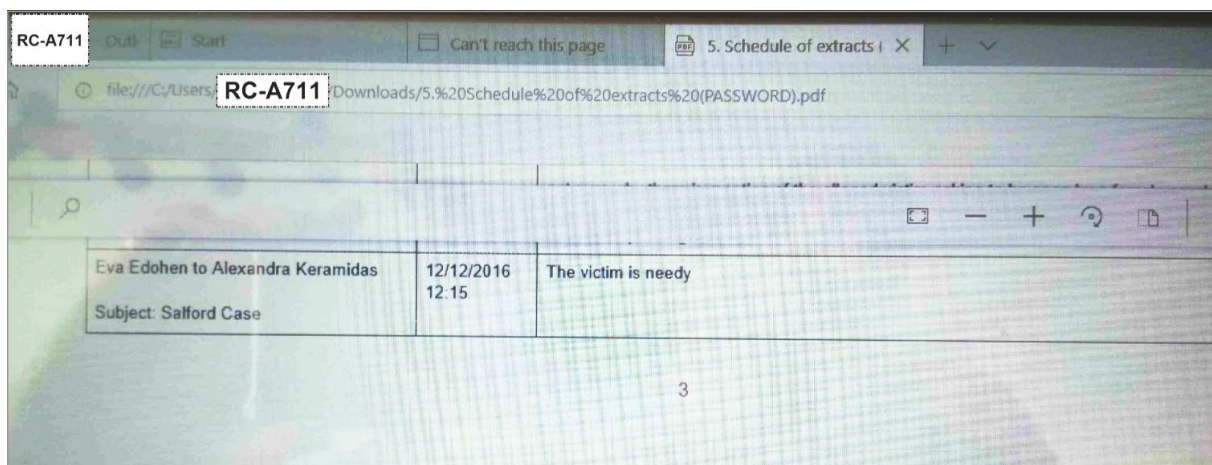 RC-A711
Outl
Start
Can't reach this page
PDF
5. Schedule of extracts (
file:///C:/Users/
RC-A711
/Downloads/5.%20Schedule%20of%20extracts%20(PASSWORD).pdf
Eva Edohen to Alexandra Keramidas
12/12/2016
12:15
The victim is needy
Subject: Salford Case
3